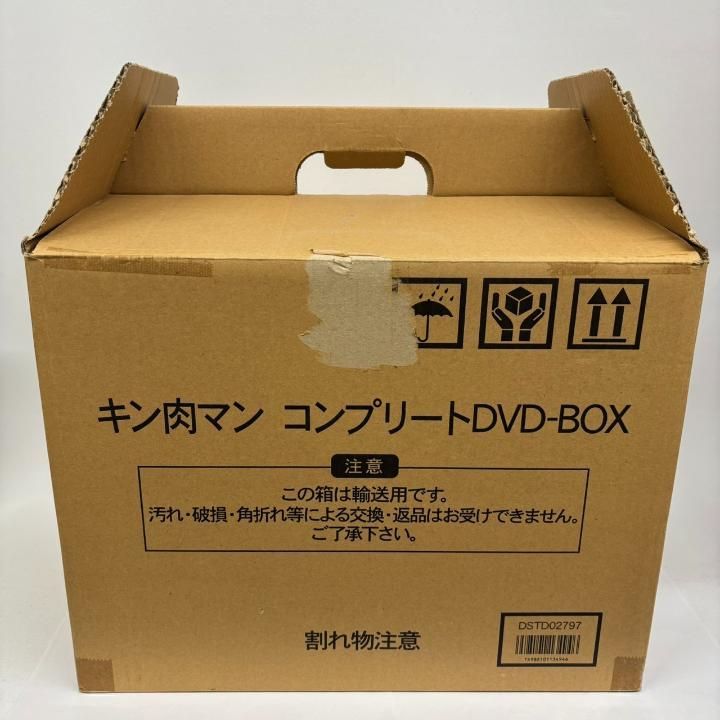 キン肉マン コンプリートDVD-BOX
注意
この箱は輸送用です。
汚れ・破損・角折れ等による交換・返品はお受けできません。
ご了承下さい。
割れ物注意
DSTD02797